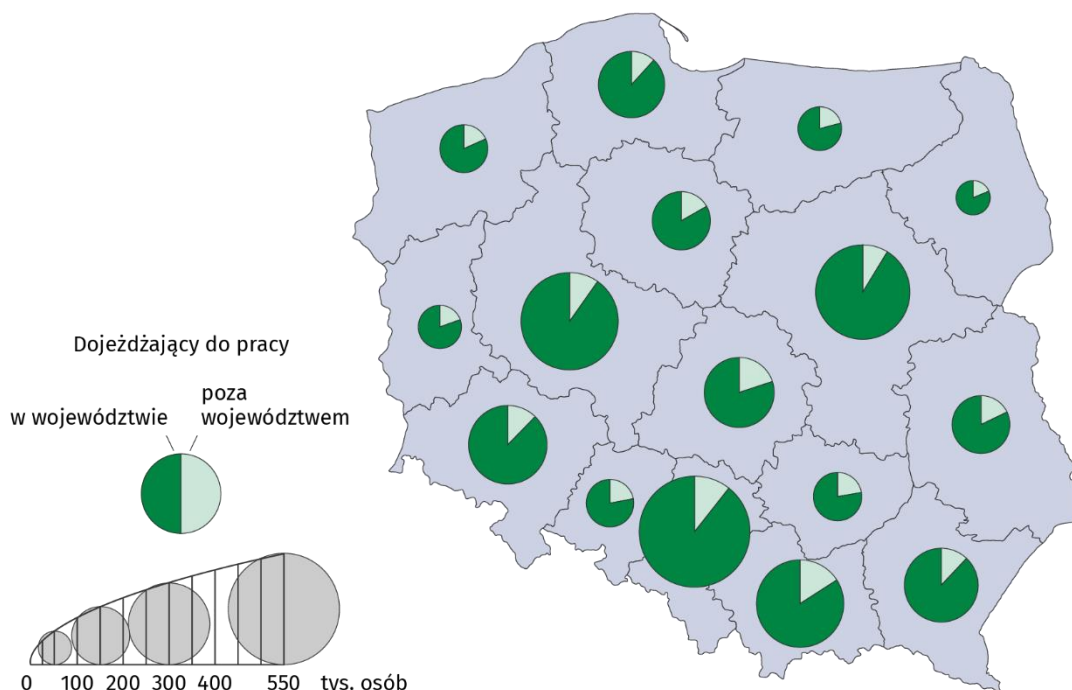 Dojeżdżający do pracy
w województwie
poza
województwem
0 100 200 300 400 550 tys. osób